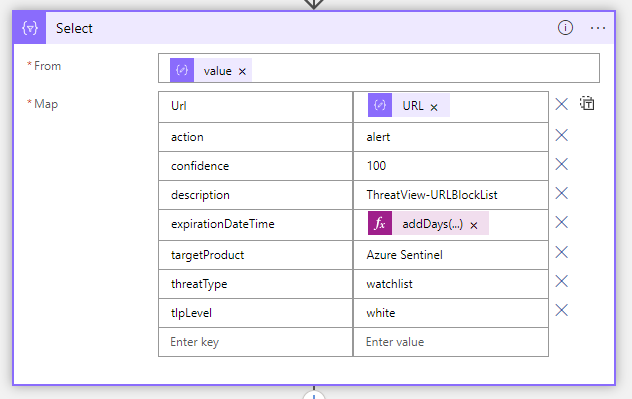 Select
*From value ×
*Map Url URL ×
action alert
confidence 100
description ThreatView-URLBlockList
expirationDateTime fx addDays(...) ×
targetProduct Azure Sentinel
threatType watchlist
tlpLevel white
Enter key Enter value